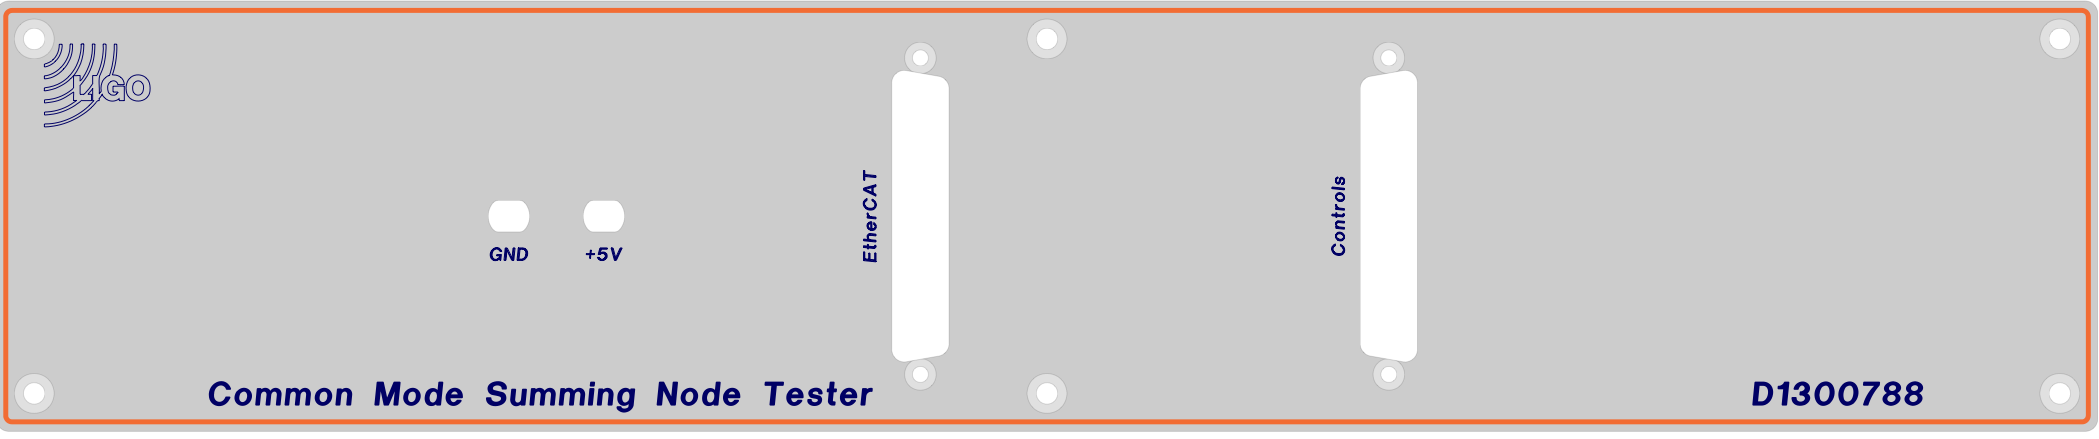 LIGO
GND
+5V
EtherCAT
Controls
Common Mode Summing Node Tester
D1300788